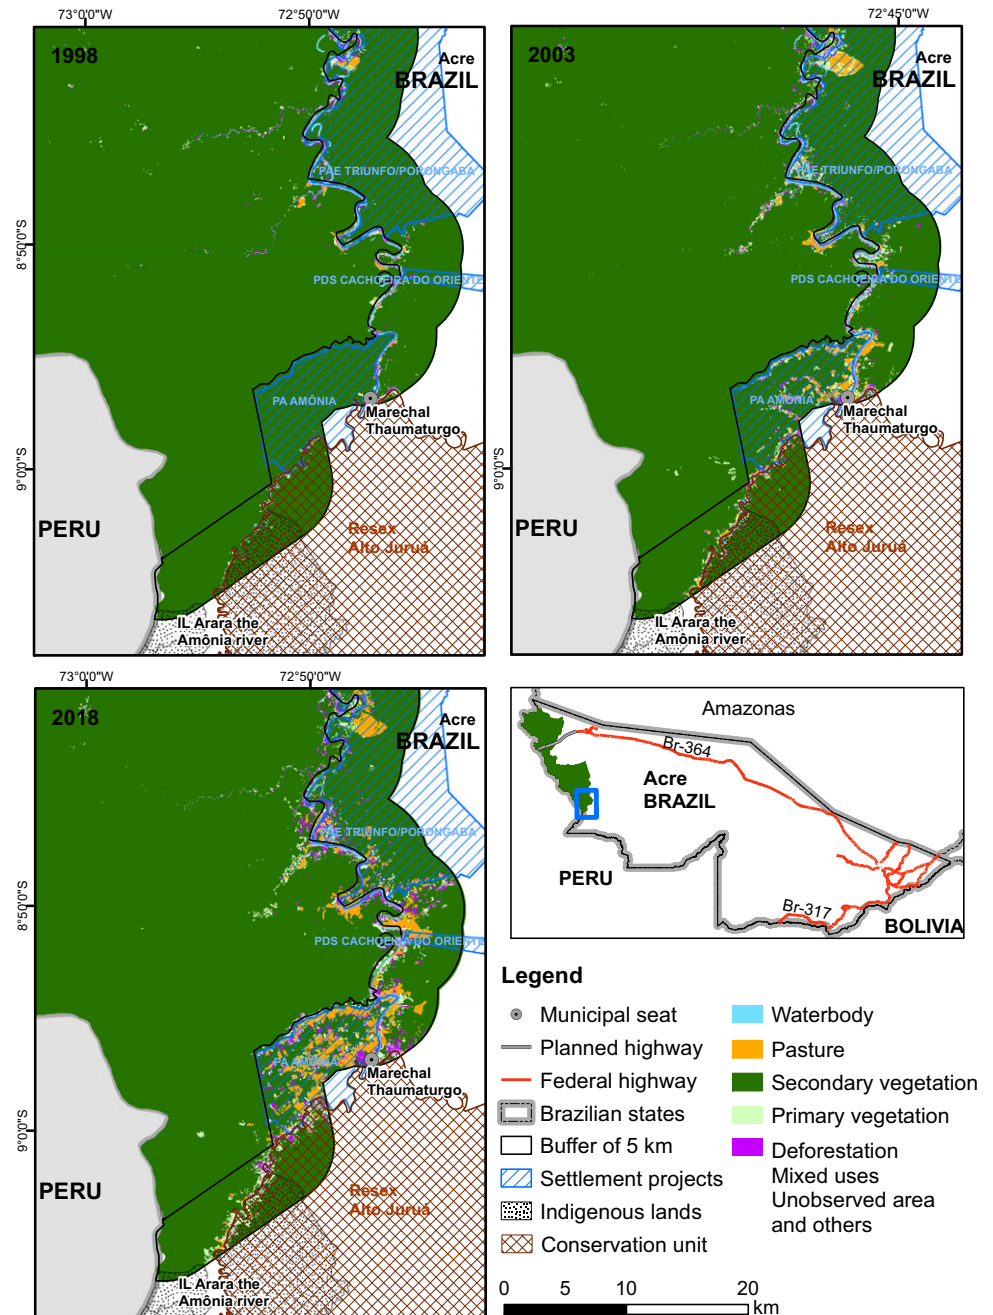 73°0'0"W
72°50'0"W
72°45'0"W
1998
Acre
BRAZIL
PAE TRIUNFO/PORONGABA
8°50'0"S
PDS CACHOEIRA DO ORIENTE
PA AMÔNIA
Marechal
Thaumaturgo
9°0'0"S
PERU
Resex
Alto Juruá
IL Arara the
Amônia river
2003
Acre
BRAZIL
PAE TRIUNFO/PORONGABA
PDS CACHOEIRA DO ORIENTE
PA AMÔNIA
Marechal
Thaumaturgo
9°0'0"S
PERU
Resex
Alto Juruá
IL Arara the
Amônia river
73°0'0"W
72°50'0"W
2018
Acre
BRAZIL
PAE TRIUNFO/PORONGABA
8°50'0"S
PDS CACHOEIRA DO ORIENTE
PA AMÔNIA
Marechal
Thaumaturgo
9°0'0"S
PERU
Resex
Alto Juruá
IL Arara the
Amônia river
Amazonas
Br-364
Acre
BRAZIL
PERU
Br-317
BOLIVIA
Legend
Municipal seat
Planned highway
Federal highway
Brazilian states
Buffer of 5 km
Settlement projects
Indigenous lands
Conservation unit
Waterbody
Pasture
Secondary vegetation
Primary vegetation
Deforestation
Mixed uses
Unobserved area
and others
0 5 10 20
km